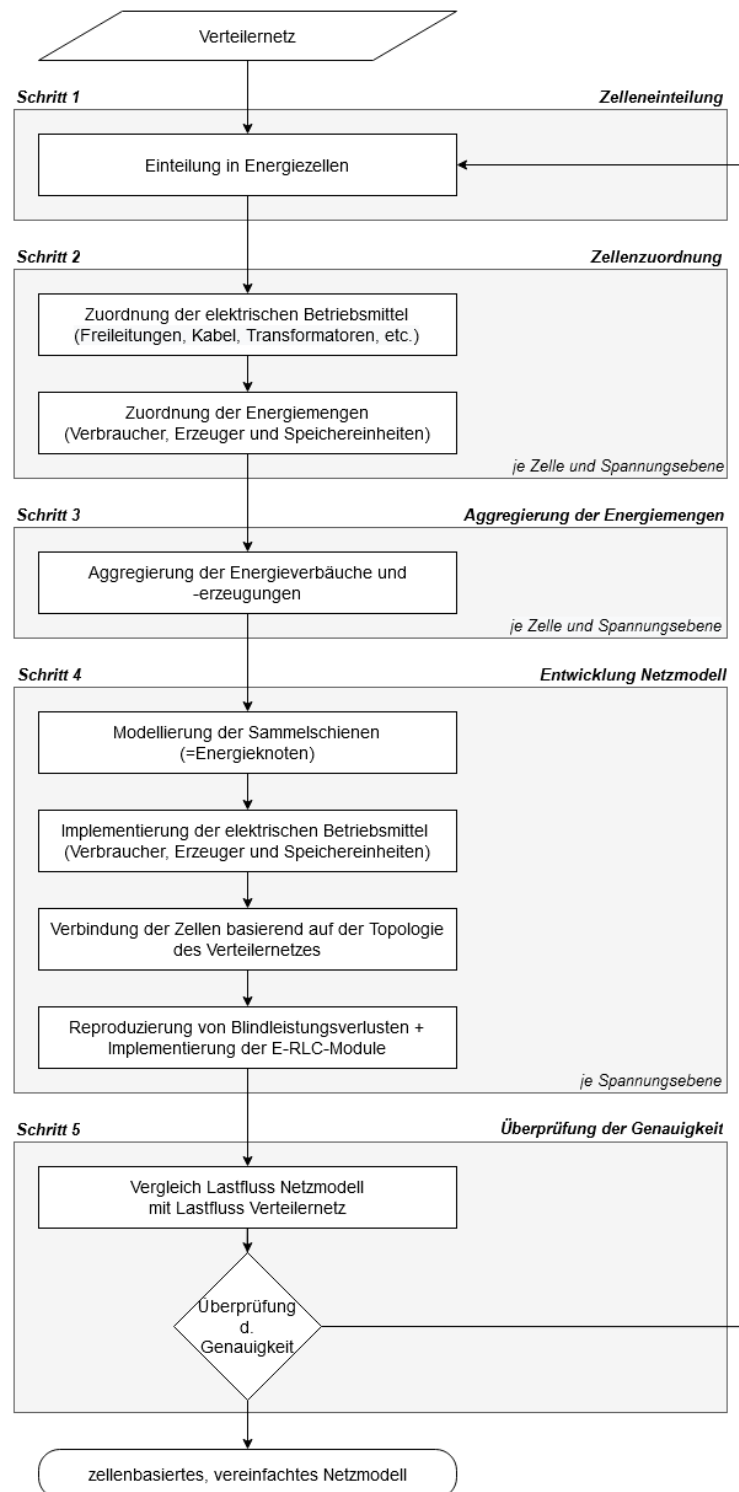 Verteilernetz
Schritt 1
Zelleneinteilung
Einteilung in Energiezellen
Schritt 2
Zellenzuordnung
Zuordnung der elektrischen Betriebsmittel
(Freileitungen, Kabel, Transformatoren, etc.)
Zuordnung der Energiemengen
(Verbraucher, Erzeuger und Speichereinheiten)
je Zelle und Spannungsebene
Schritt 3
Aggregierung der Energiemengen
Aggregierung der Energieverbäuche und
-erzeugungen
je Zelle und Spannungsebene
Schritt 4
Entwicklung Netzmodell
Modellierung der Sammelschienen
(=Energieknoten)
Implementierung der elektrischen Betriebsmittel
(Verbraucher, Erzeuger und Speichereinheiten)
Verbindung der Zellen basierend auf der Topologie
des Verteilernetzes
Reproduzierung von Blindleistungsverlusten +
Implementierung der E-RLC-Module
je Spannungsebene
Schritt 5
Überprüfung der Genauigkeit
Vergleich Lastfluss Netzmodell
mit Lastfluss Verteilernetz
Überprüfung
d.
Genauigkeit
zellenbasiertes, vereinfachtes Netzmodell